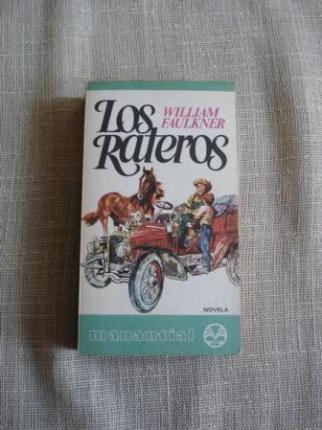 Los
WILLIAM
FAULKNER
Rateros
NOVELA
manantial